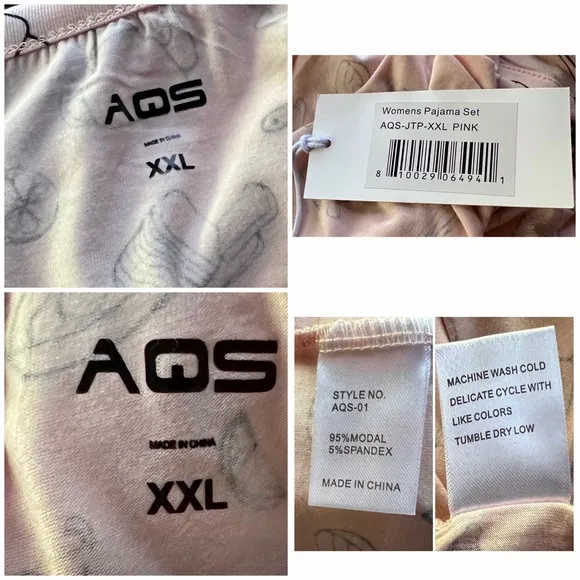 AQS
MADE IN CHINA
XXL
Womens Pajama Set
AQS-JTP-XXL PINK
8 10029 06494 1
AQS
MADE IN CHINA
XXL
STYLE NO.
AQS-01
95%MODAL
5%SPANDEX
MADE IN CHINA
MACHINE WASH COLD
DELICATE CYCLE WITH
LIKE COLORS
TUMBLE DRY LOW